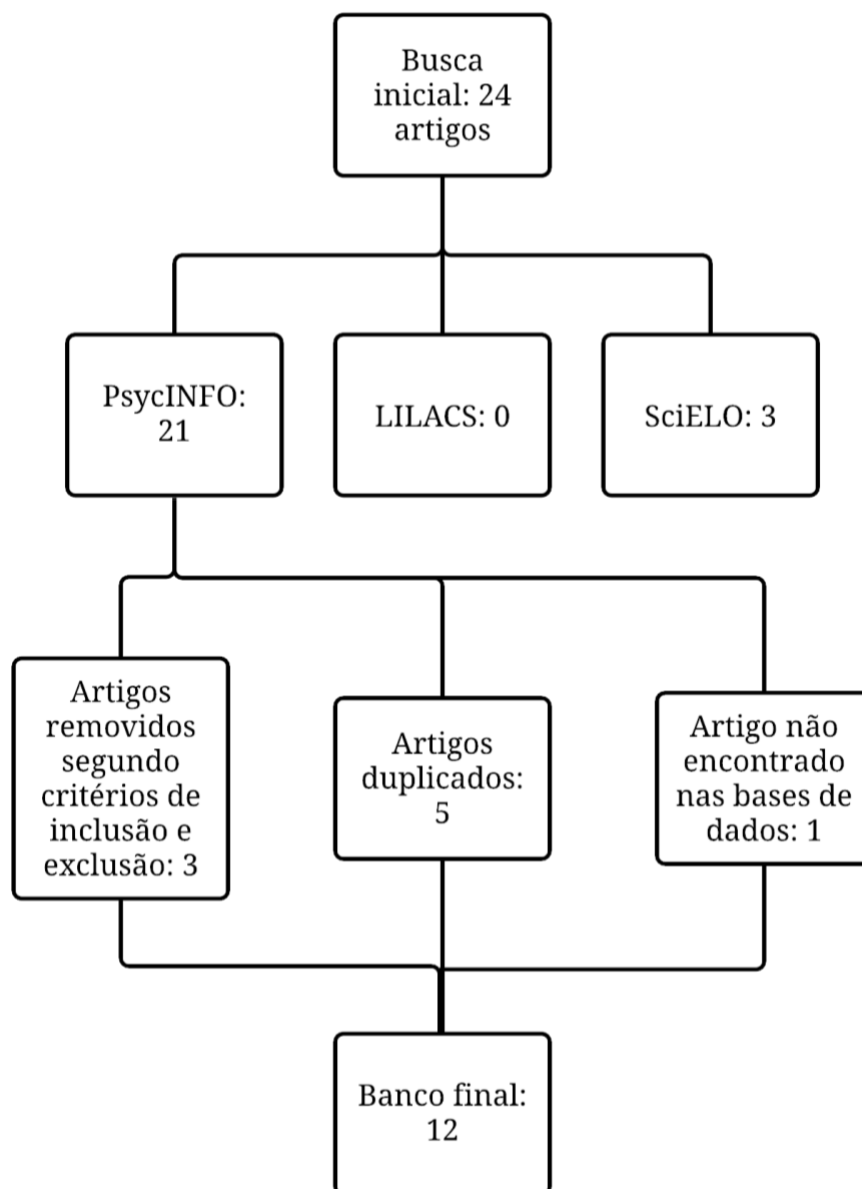 Busca
inicial: 24
artigos
PsycINFO:
21
LILACS: 0
SciELO: 3
Artigos
removidos
segundo
critérios de
inclusão e
exclusão: 3
Artigos
duplicados:
5
Artigo não
encontrado
nas bases de
dados: 1
Banco final:
12